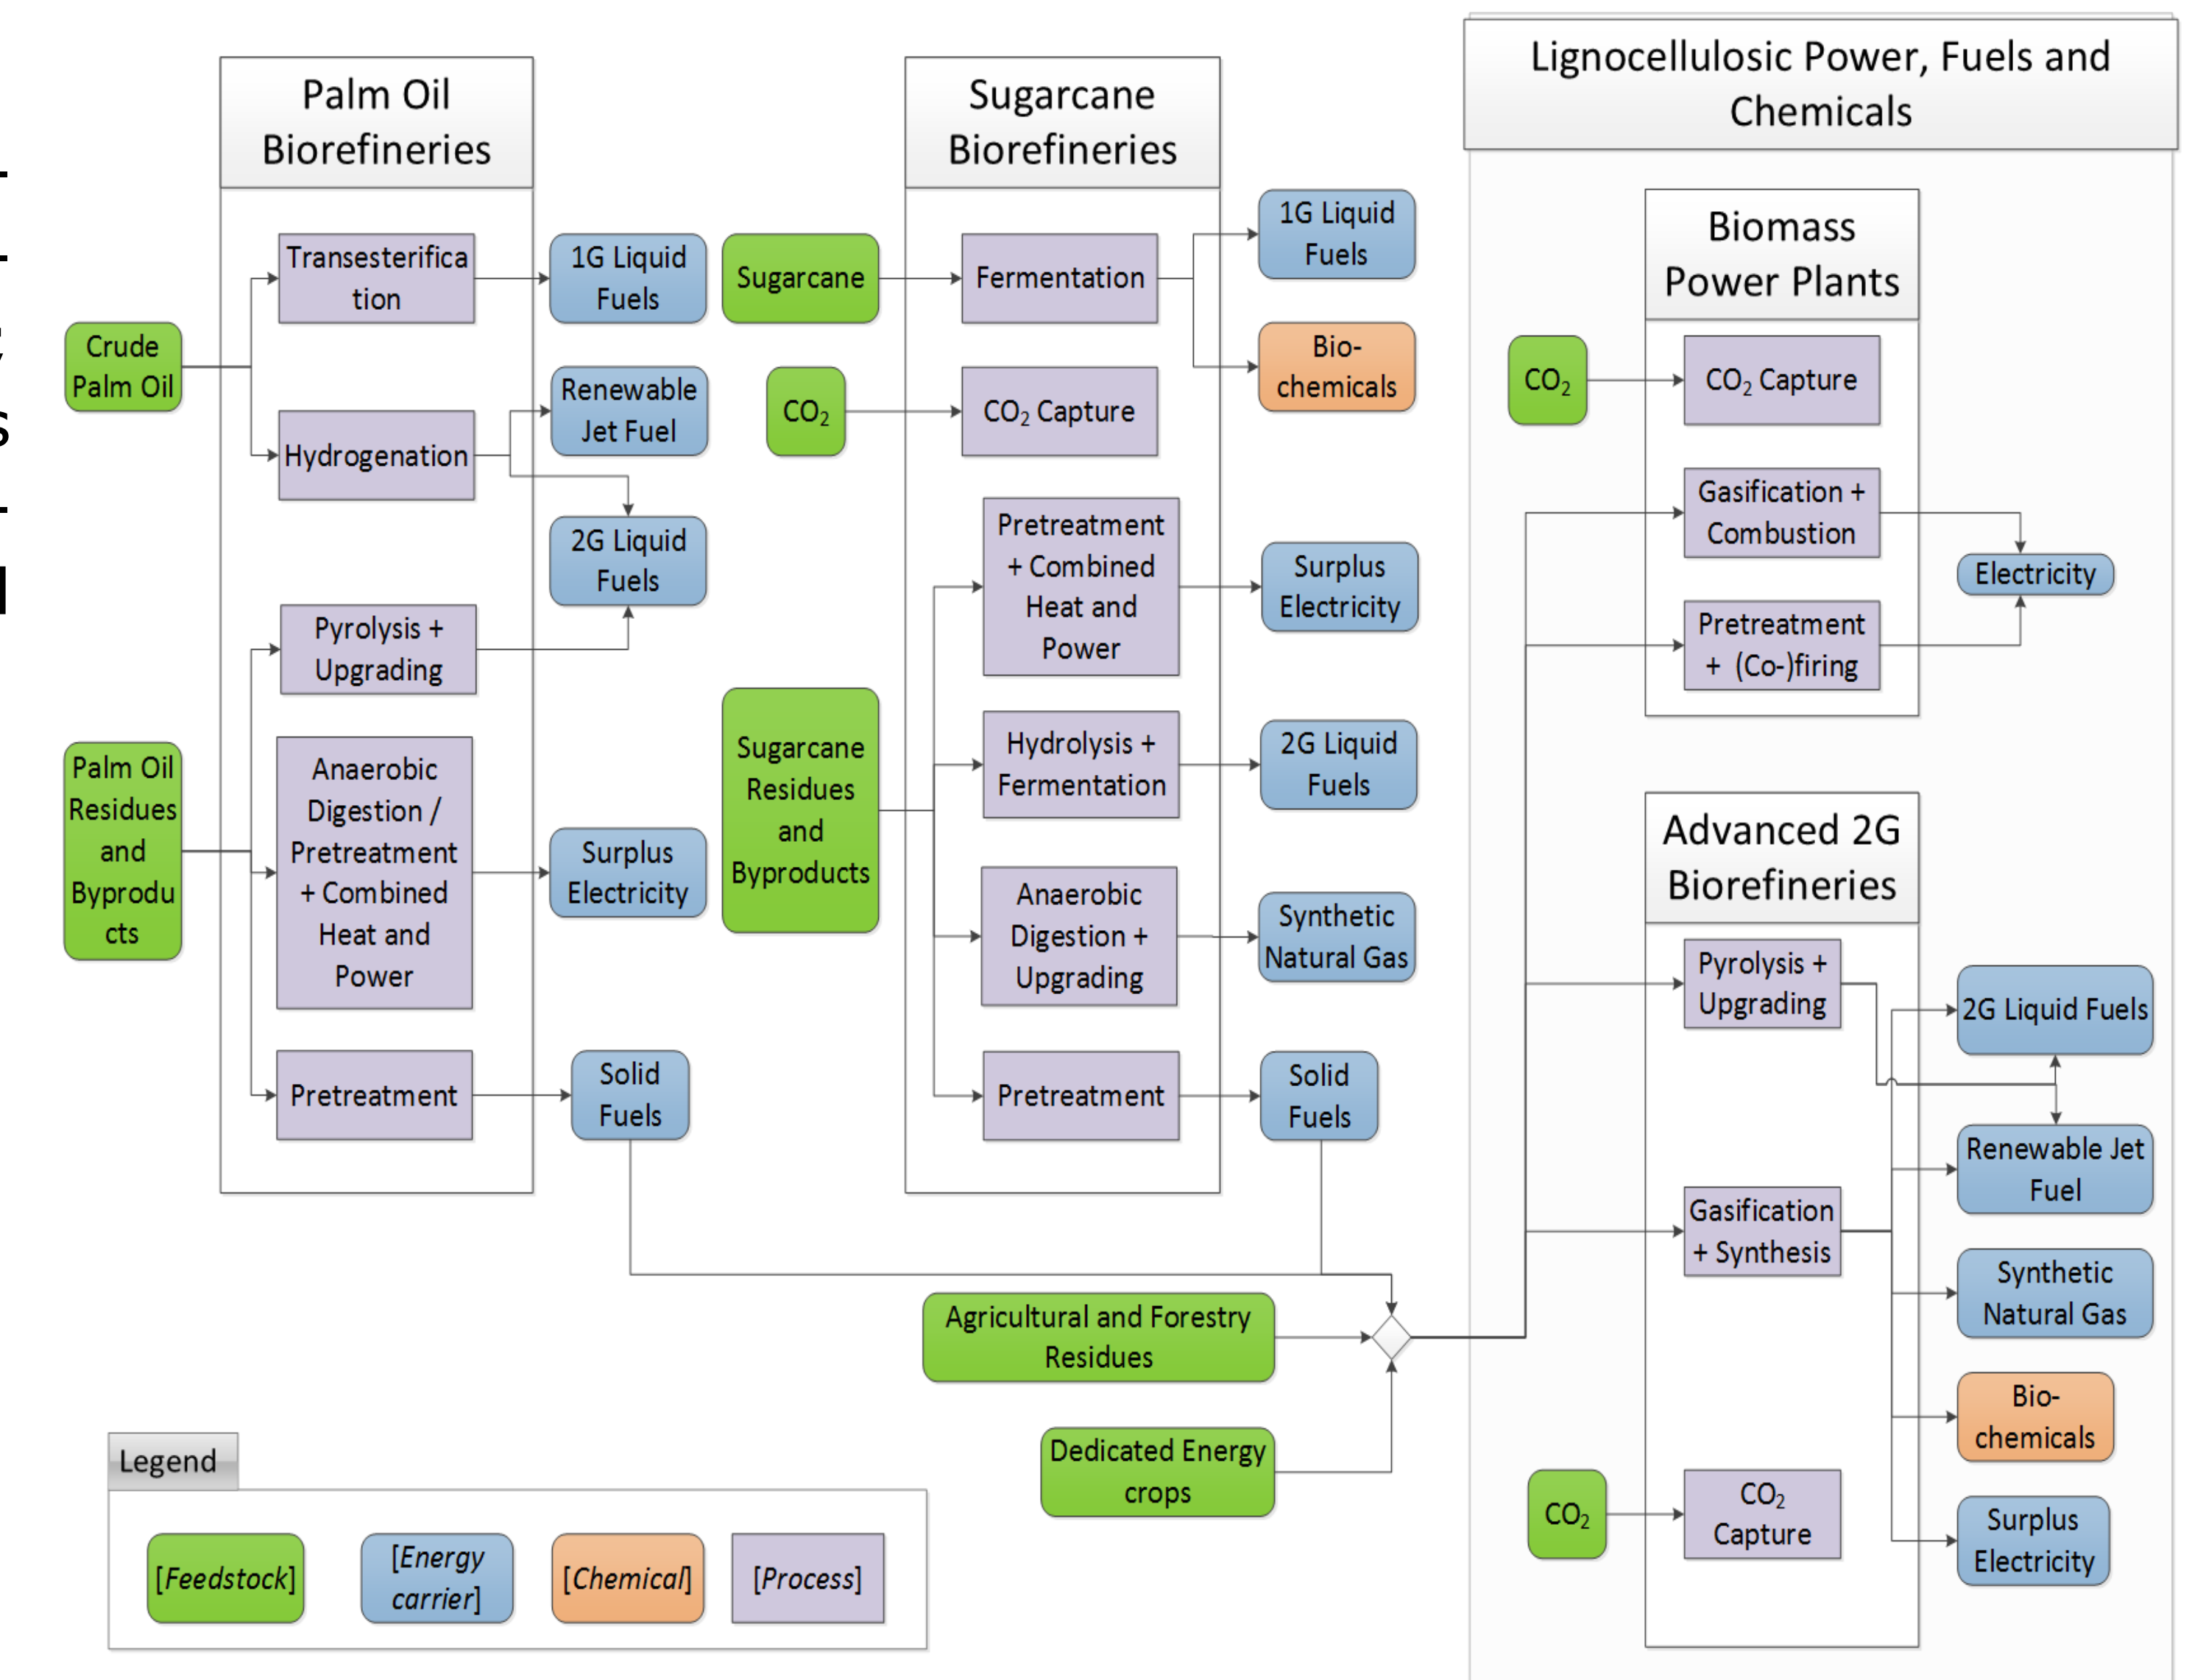 Palm Oil
Biorefineries
Transesterifica
tion
1G Liquid
Fuels
Crude
Palm Oil
Renewable
Jet Fuel
Hydrogenation
2G Liquid
Fuels
Pyrolysis +
Upgrading
Palm Oil
Residues
and
Byprodu
cts
Anaerobic
Digestion /
Pretreatment
+ Combined
Heat and
Power
Surplus
Electricity
Pretreatment
Solid
Fuels
Sugarcane
Biorefineries
Sugarcane
Fermentation
1G Liquid
Fuels
Bio-
chemicals
CO₂
CO₂ Capture
Pretreatment
+ Combined
Heat and
Power
Surplus
Electricity
Sugarcane
Residues
and
Byproducts
Hydrolysis +
Fermentation
2G Liquid
Fuels
Anaerobic
Digestion +
Upgrading
Synthetic
Natural Gas
Pretreatment
Solid
Fuels
Agricultural and Forestry
Residues
Dedicated Energy
crops
Lignocellulosic Power, Fuels and
Chemicals
Biomass
Power Plants
CO₂
CO₂ Capture
Gasification +
Combustion
Electricity
Pretreatment
+ (Co-)firing
Advanced 2G
Biorefineries
Pyrolysis +
Upgrading
2G Liquid Fuels
Renewable Jet
Fuel
Gasification
+ Synthesis
Synthetic
Natural Gas
Bio-
chemicals
CO₂
CO₂
Capture
Surplus
Electricity
Legend
[Feedstock]
[Energy
carrier]
[Chemical]
[Process]